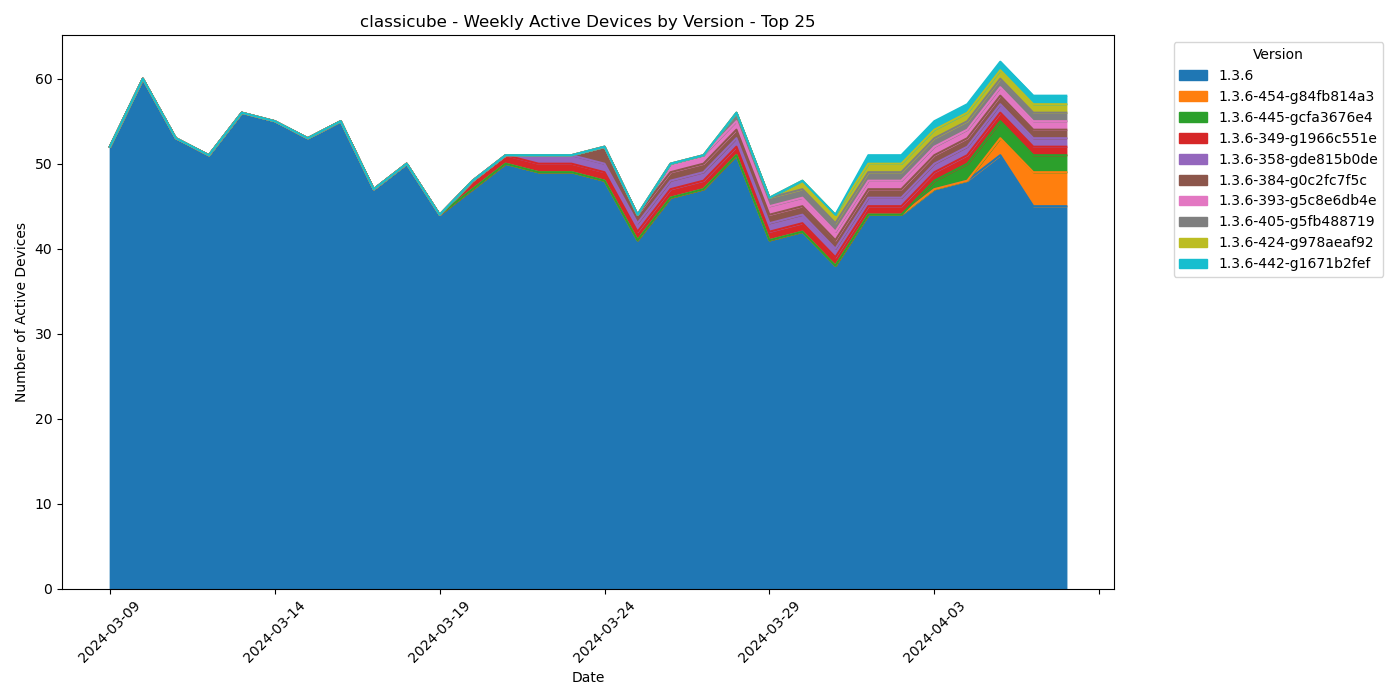 classicube - Weekly Active Devices by Version - Top 25
Number of Active Devices
60
50
40
30
20
10
0
2024-03-09
2024-03-14
2024-03-19
2024-03-24
2024-03-29
2024-04-03
Date
Version
1.3.6
1.3.6-454-g84fb814a3
1.3.6-445-gcfa3676e4
1.3.6-349-g1966c551e
1.3.6-358-gde815b0de
1.3.6-384-g0c2fc7f5c
1.3.6-393-g5c8e6db4e
1.3.6-405-g5fb488719
1.3.6-424-g978aeaf92
1.3.6-442-g1671b2fef